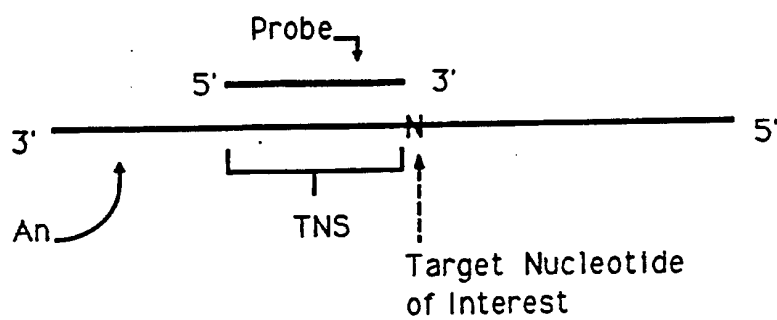 Probe
5' 3'
3' N 5'
An
TNS
Target Nucleotide
of Interest